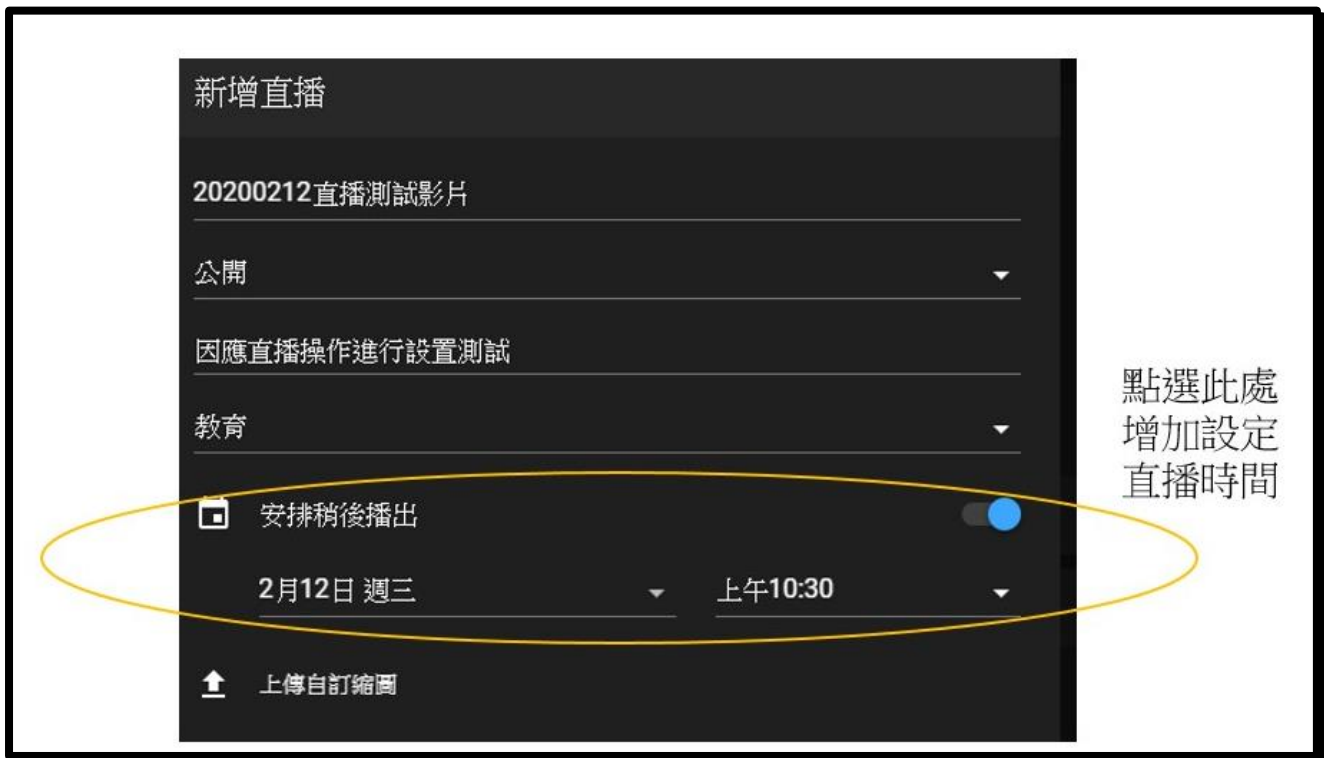 新增直播
20200212直播測試影片
公開
因應直播操作進行設置測試
教育
安排稍後播出
2月12日 週三
上午10:30
上傳自訂縮圖
點選此處
增加設定
直播時間